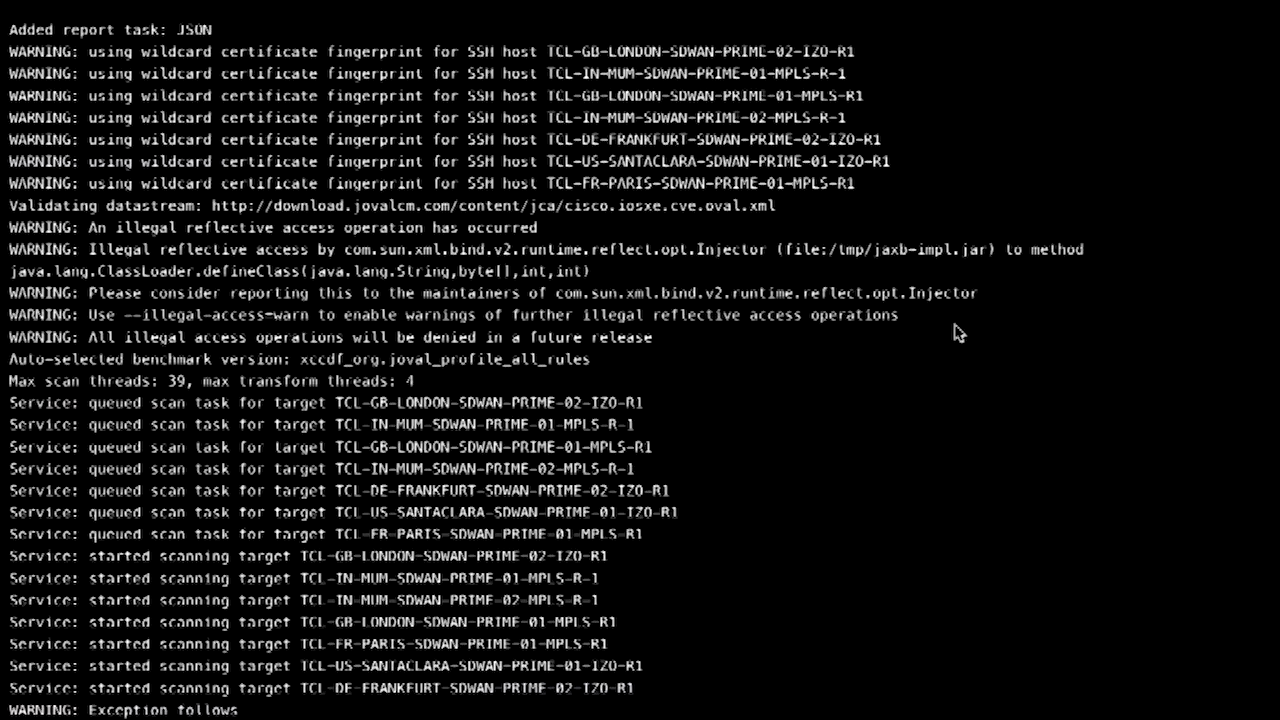 Added report task: JSON
WARNING: using wildcard certificate fingerprint for SSH host TCL-GB-LONDON-SDWAN-PRIME-02-IZO-R1
WARNING: using wildcard certificate fingerprint for SSH host TCL-IN-MUM-SDWAN-PRIME-01-MPLS-R-1
WARNING: using wildcard certificate fingerprint for SSH host TCL-GB-LONDON-SDWAN-PRIME-01-MPLS-R1
WARNING: using wildcard certificate fingerprint for SSH host TCL-IN-MUM-SDWAN-PRIME-02-MPLS-R-1
WARNING: using wildcard certificate fingerprint for SSH host TCL-DE-FRANKFURT-SDWAN-PRIME-02-IZO-R1
WARNING: using wildcard certificate fingerprint for SSH host TCL-US-SANTACLARA-SDWAN-PRIME-01-IZO-R1
WARNING: using wildcard certificate fingerprint for SSH host TCL-FR-PARIS-SDWAN-PRIME-01-MPLS-R1
Validating datastream: http://download.jovalcm.com/content/jca/cisco.iosxe.cve.oval.xml
WARNING: An illegal reflective access operation has occurred
WARNING: Illegal reflective access by com.sun.xml.bind.v2.runtime.reflect.opt.Injector (file:/tmp/jaxb-impl.jar) to method
java.lang.ClassLoader.defineClass(java.lang.String,byte[],int,int)
WARNING: Please consider reporting this to the maintainers of com.sun.xml.bind.v2.runtime.reflect.opt.Injector
WARNING: Use --illegal-access=warn to enable warnings of further illegal reflective access operations
WARNING: All illegal access operations will be denied in a future release
Auto-selected benchmark version: xccdf_org.joval_profile_all_rules
Max scan threads: 39, max transform threads: 4
Service: queued scan task for target TCL-GB-LONDON-SDWAN-PRIME-02-IZO-R1
Service: queued scan task for target TCL-IN-MUM-SDWAN-PRIME-01-MPLS-R-1
Service: queued scan task for target TCL-GB-LONDON-SDWAN-PRIME-01-MPLS-R1
Service: queued scan task for target TCL-IN-MUM-SDWAN-PRIME-02-MPLS-R-1
Service: queued scan task for target TCL-DE-FRANKFURT-SDWAN-PRIME-02-IZO-R1
Service: queued scan task for target TCL-US-SANTACLARA-SDWAN-PRIME-01-IZO-R1
Service: queued scan task for target TCL-FR-PARIS-SDWAN-PRIME-01-MPLS-R1
Service: started scanning target TCL-GB-LONDON-SDWAN-PRIME-02-IZO-R1
Service: started scanning target TCL-IN-MUM-SDWAN-PRIME-01-MPLS-R-1
Service: started scanning target TCL-IN-MUM-SDWAN-PRIME-02-MPLS-R-1
Service: started scanning target TCL-GB-LONDON-SDWAN-PRIME-01-MPLS-R1
Service: started scanning target TCL-FR-PARIS-SDWAN-PRIME-01-MPLS-R1
Service: started scanning target TCL-US-SANTACLARA-SDWAN-PRIME-01-IZO-R1
Service: started scanning target TCL-DE-FRANKFURT-SDWAN-PRIME-02-IZO-R1
WARNING: Exception follows